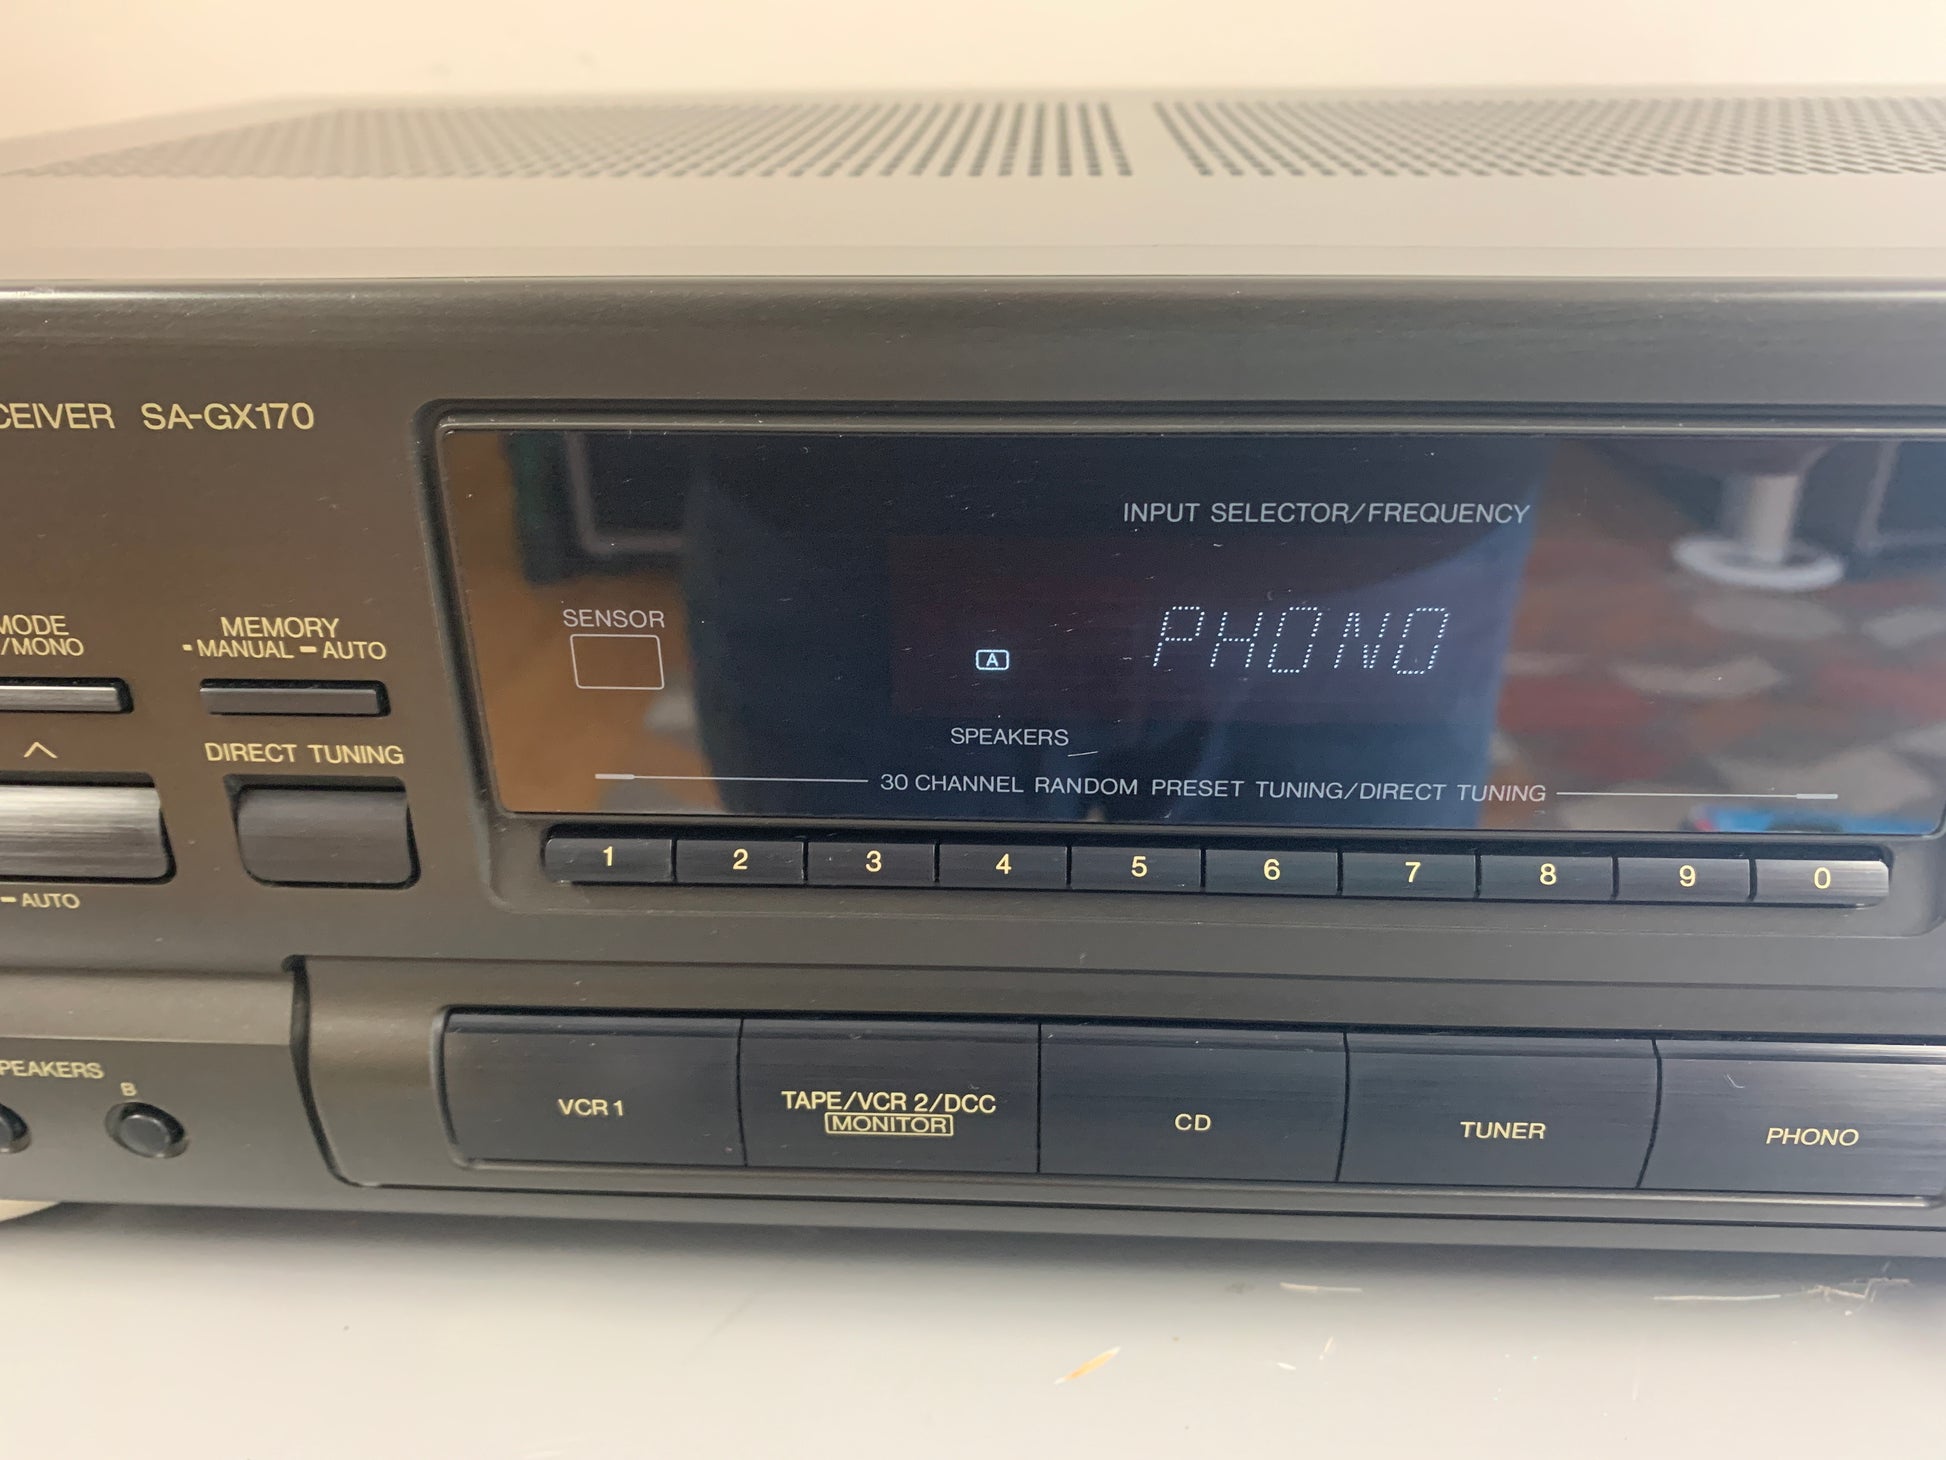 CEIVER SA-GX170
INPUT SELECTOR/FREQUENCY
SENSOR
A
PHONO
SPEAKERS
MODE
/MONO
MEMORY
MANUAL AUTO
DIRECT TUNING
AUTO
30 CHANNEL RANDOM PRESET TUNING/DIRECT TUNING
1 2 3 4 5 6 7 8 9 0
PEAKERS
B
VCR 1
TAPE/VCR 2/DCC
MONITOR
CD
TUNER
PHONO